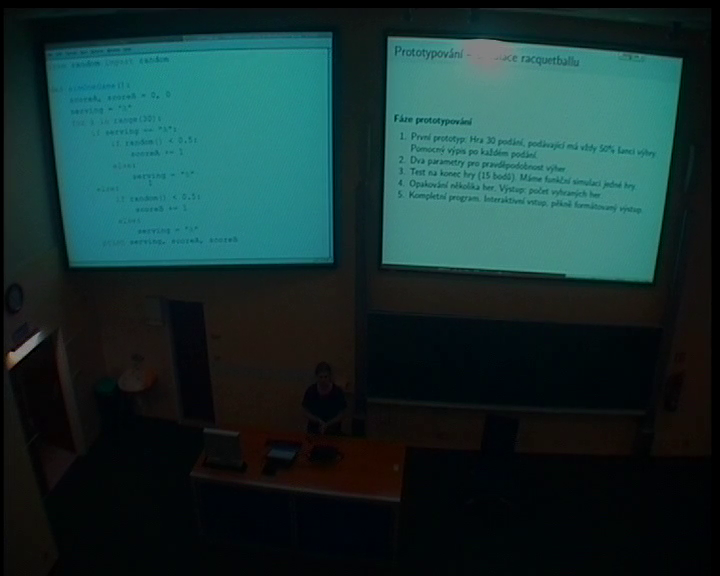 from random import random
def simOneGame():
scoreA, scoreB = 0, 0
serving = "A"
for i in range(30):
if serving == "A":
if random() < 0.5:
scoreA += 1
else:
serving = "B"
else:
if random() < 0.5:
scoreB += 1
else:
serving = "A"
print serving, scoreA, scoreB
Prototypování – racquetballu
Fáze prototypování
1. První prototyp: Hra 30 podání, podávající má vždy 50% šanci výhry.
Pomocný výpis po každém podání.
2. Dva parametry pro pravděpodobnost výher
3. Test na konec hry (15 bodů). Máme funkční simulaci jedné hry.
4. Opakování několika her. Výstup: počet vyhraných her.
5. Kompletní program. Interaktivní vstup, pěkně formátovaný výstup.